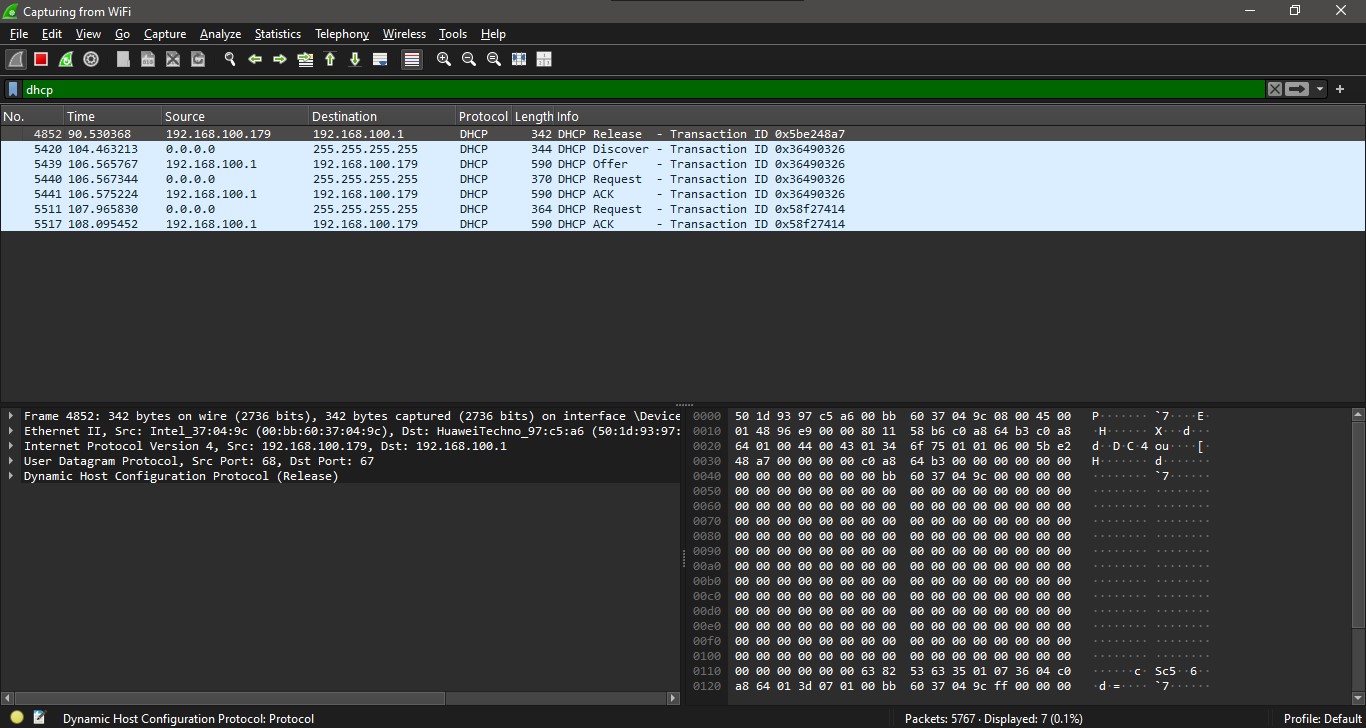 Capturing from WiFi
File Edit View Go Capture Analyze Statistics Telephony Wireless Tools Help
dhcp
No. Time Source Destination Protocol Length Info
4852 90.530368 192.168.100.179 192.168.100.1 DHCP 342 DHCP Release - Transaction ID 0x5be248a7
5420 104.463213 0.0.0.0 255.255.255.255 DHCP 344 DHCP Discover - Transaction ID 0x36490326
5439 106.565767 192.168.100.1 192.168.100.179 DHCP 590 DHCP Offer - Transaction ID 0x36490326
5440 106.567344 0.0.0.0 255.255.255.255 DHCP 370 DHCP Request - Transaction ID 0x36490326
5441 106.575224 192.168.100.1 192.168.100.179 DHCP 590 DHCP ACK - Transaction ID 0x36490326
5511 107.965830 0.0.0.0 255.255.255.255 DHCP 364 DHCP Request - Transaction ID 0x58f27414
5517 108.095452 192.168.100.1 192.168.100.179 DHCP 590 DHCP ACK - Transaction ID 0x58f27414
Frame 4852: 342 bytes on wire (2736 bits), 342 bytes captured (2736 bits) on interface \Device
Ethernet II, Src: Intel_37:04:9c (00:bb:60:37:04:9c), Dst: HuaweiTechno_97:c5:a6 (50:1d:93:97:
Internet Protocol Version 4, Src: 192.168.100.179, Dst: 192.168.100.1
User Datagram Protocol, Src Port: 68, Dst Port: 67
Dynamic Host Configuration Protocol (Release)
0000 50 1d 93 97 c5 a6 00 bb 60 37 04 9c 08 00 45 00 P······· `7····E·
0010 01 48 96 e9 00 00 80 11 58 b6 c0 a8 64 b3 c0 a8 ·H······ X···d···
0020 64 01 00 44 00 43 01 34 6f 75 01 01 06 00 5b e2 d··D·C·4 ou····[·
0030 48 a7 00 00 00 00 c0 a8 64 b3 00 00 00 00 00 00 H······· d·······
0040 00 00 00 00 00 00 00 bb 60 37 04 9c 00 00 00 00 ········ `7······
0050 00 00 00 00 00 00 00 00 00 00 00 00 00 00 00 00 ········ ········
0060 00 00 00 00 00 00 00 00 00 00 00 00 00 00 00 00 ········ ········
0070 00 00 00 00 00 00 00 00 00 00 00 00 00 00 00 00 ········ ········
0080 00 00 00 00 00 00 00 00 00 00 00 00 00 00 00 00 ········ ········
0090 00 00 00 00 00 00 00 00 00 00 00 00 00 00 00 00 ········ ········
00a0 00 00 00 00 00 00 00 00 00 00 00 00 00 00 00 00 ········ ········
00b0 00 00 00 00 00 00 00 00 00 00 00 00 00 00 00 00 ········ ········
00c0 00 00 00 00 00 00 00 00 00 00 00 00 00 00 00 00 ········ ········
00d0 00 00 00 00 00 00 00 00 00 00 00 00 00 00 00 00 ········ ········
00e0 00 00 00 00 00 00 00 00 00 00 00 00 00 00 00 00 ········ ········
00f0 00 00 00 00 00 00 00 00 00 00 00 00 00 00 00 00 ········ ········
0100 00 00 00 00 00 00 00 00 00 00 00 00 00 00 00 00 ········ ········
0110 00 00 00 00 00 00 63 82 53 63 35 01 07 36 04 c0 ······c· Sc5··6··
0120 a8 64 01 3d 07 01 00 bb 60 37 04 9c ff 00 00 00 ·d·=···· `7······
Dynamic Host Configuration Protocol: Protocol Packets: 5767 · Displayed: 7 (0.1%) Profile: Default